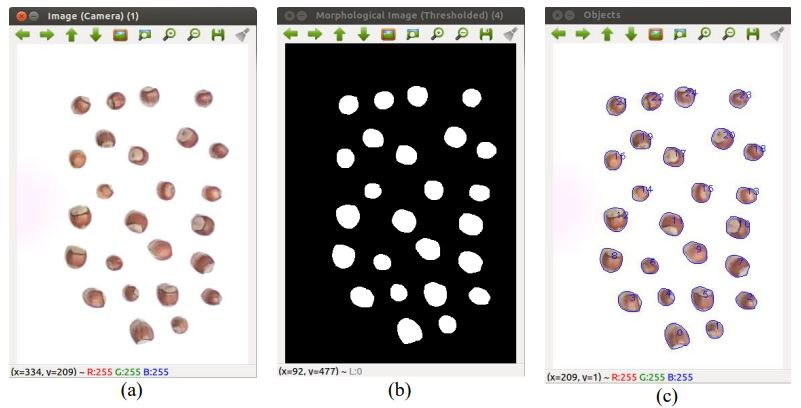 Image (Camera) (1)
Morphological Image (Thresholded) (4)
Objects
21 22 24 23
19 17 20 18
16
14 15 13
12 11 10
8 6 9 7
3 4 5 2
0 1
(x=334, y=209) ~ R:255 G:255 B:255
(x=92, y=477) ~ L:0
(x=209, y=1) ~ R:255 G:255 B:255
(a)
(b)
(c)